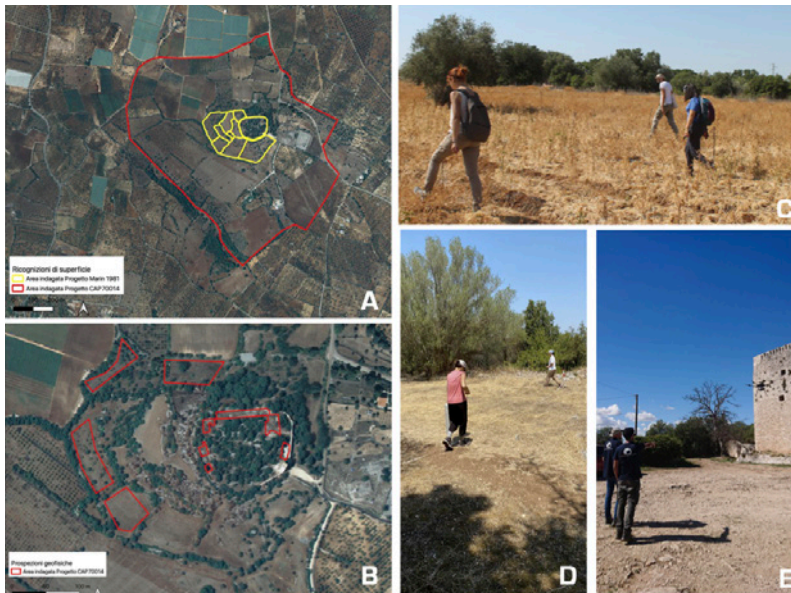 Ricognizioni di superficie
Area indagata Progetto Marin 1981
Area indagata Progetto CAP70014
A
Prospezioni geofisiche
Area indagata Progetto CAP70014
B
C
D
E